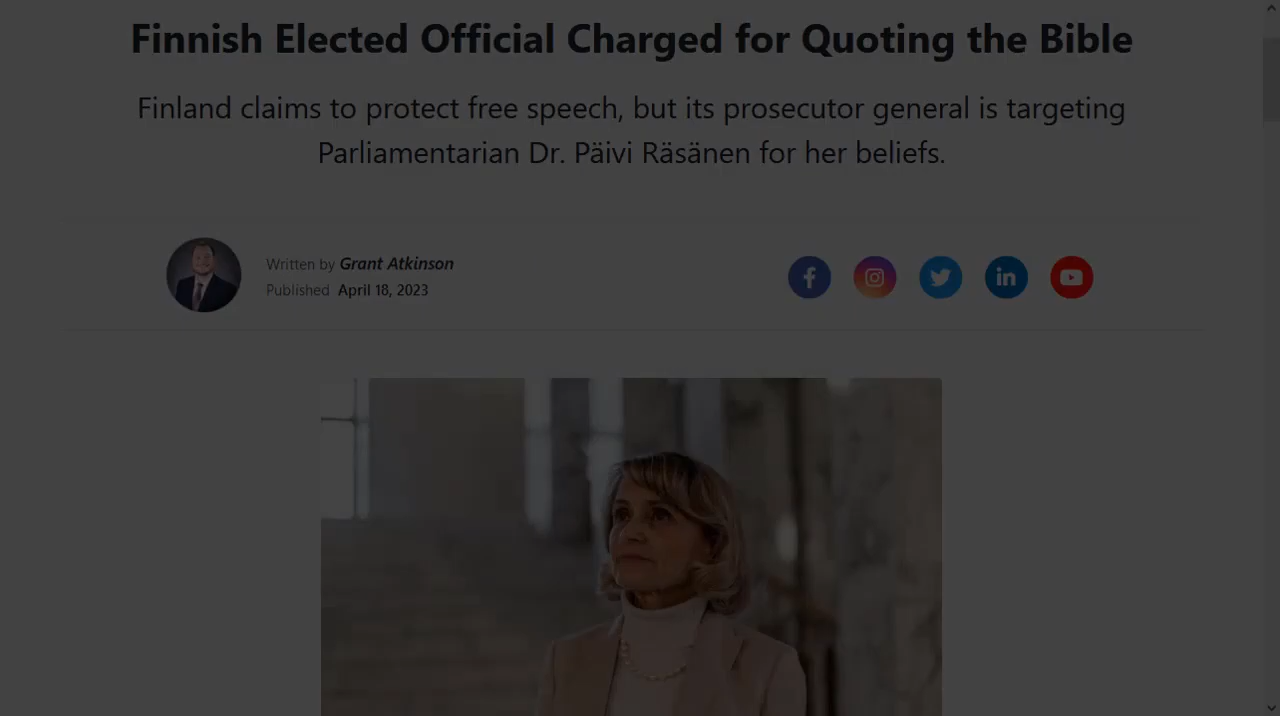 Finnish Elected Official Charged for Quoting the Bible
Finland claims to protect free speech, but its prosecutor general is targeting
Parliamentarian Dr. Päivi Räsänen for her beliefs.
Written by Grant Atkinson
Published April 18, 2023